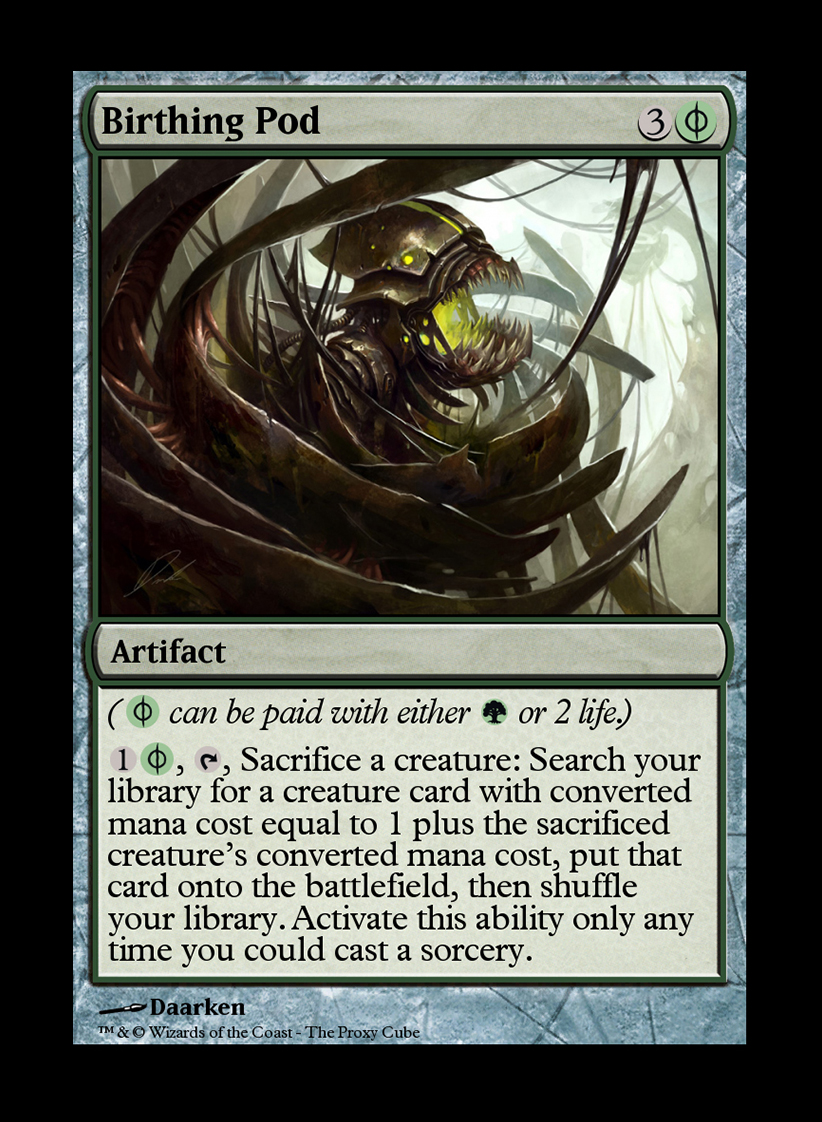 Birthing Pod 3
Artifact
( can be paid with either or 2 life.)
1 , , Sacrifice a creature: Search your
library for a creature card with converted
mana cost equal to 1 plus the sacrificed
creature's converted mana cost, put that
card onto the battlefield, then shuffle
your library. Activate this ability only any
time you could cast a sorcery.
Daarken
™ & © Wizards of the Coast - The Proxy Cube